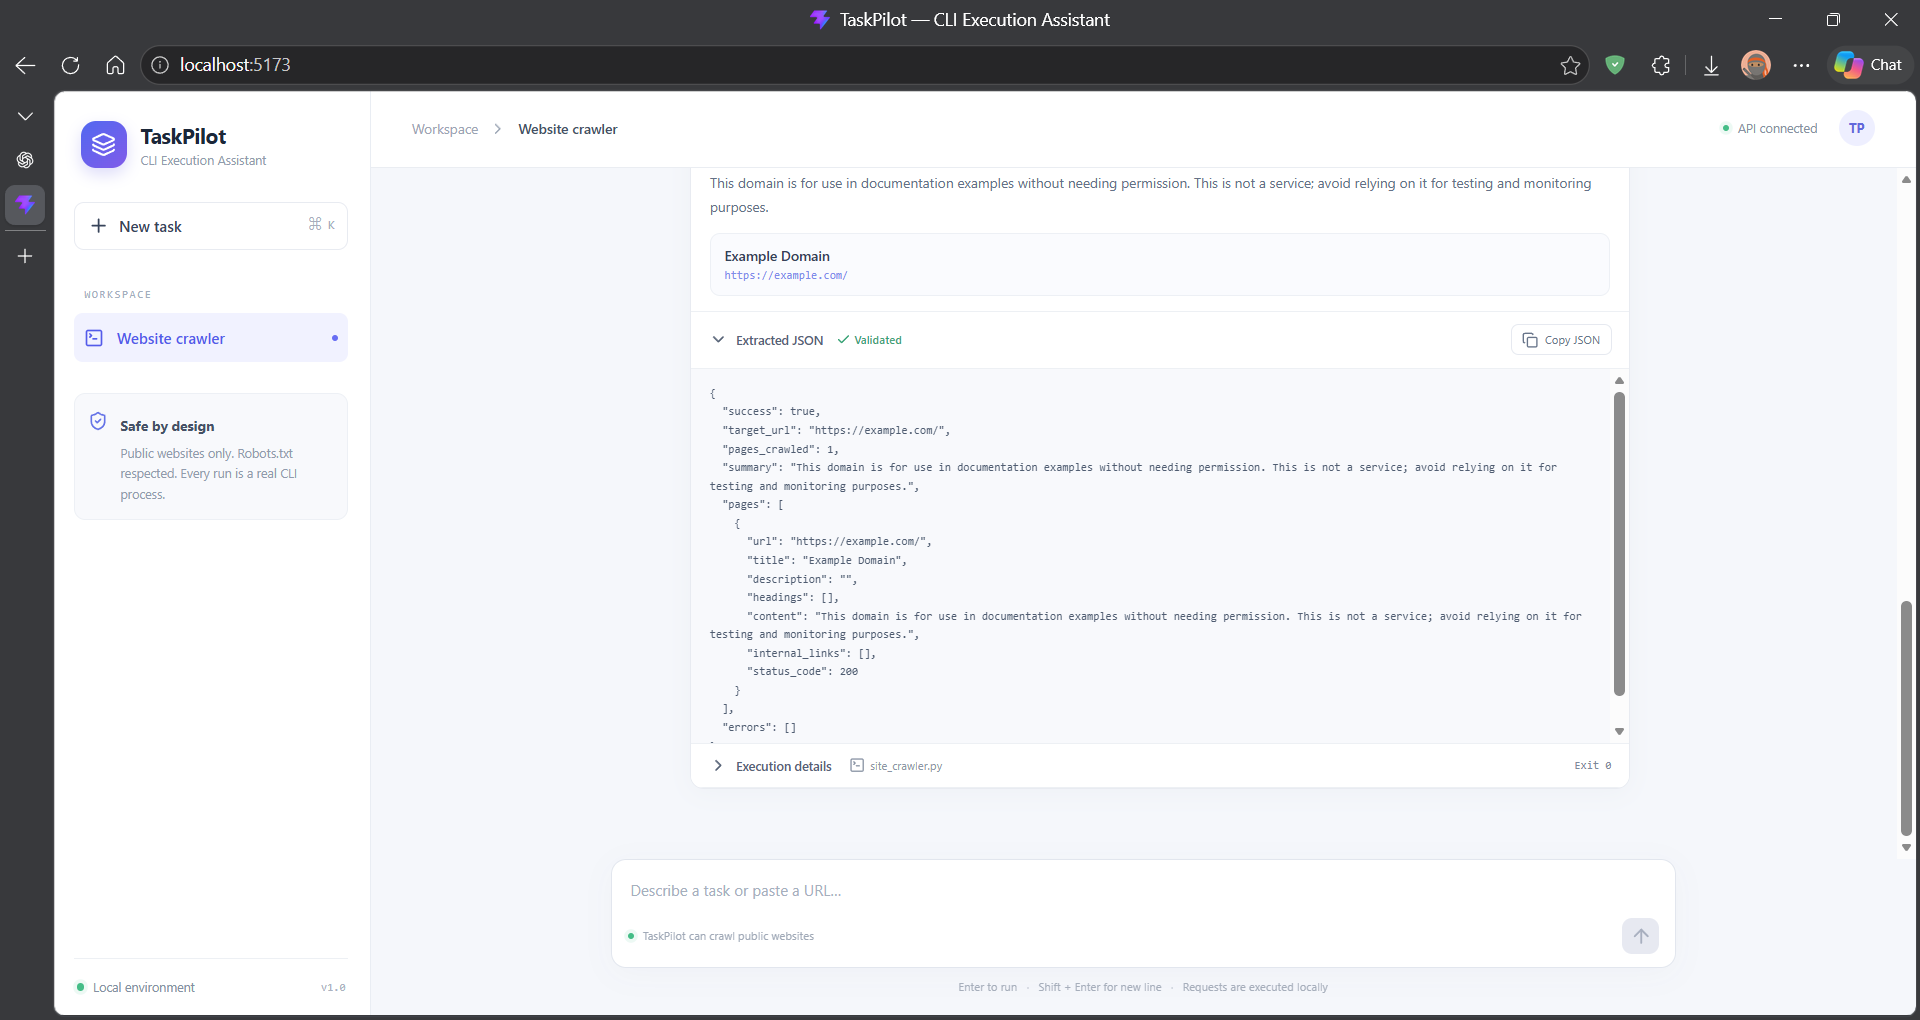 TaskPilot — CLI Execution Assistant
localhost:5173
Chat
TaskPilot
CLI Execution Assistant
New task
⌘ K
WORKSPACE
Website crawler
Safe by design
Public websites only. Robots.txt
respected. Every run is a real CLI
process.
Local environment
v1.0
Workspace > Website crawler
API connected
TP
This domain is for use in documentation examples without needing permission. This is not a service; avoid relying on it for testing and monitoring
purposes.
Example Domain
https://example.com/
Extracted JSON
Validated
Copy JSON
{
"success": true,
"target_url": "https://example.com/",
"pages_crawled": 1,
"summary": "This domain is for use in documentation examples without needing permission. This is not a service; avoid relying on it for
testing and monitoring purposes.",
"pages": [
{
"url": "https://example.com/",
"title": "Example Domain",
"description": "",
"headings": [],
"content": "This domain is for use in documentation examples without needing permission. This is not a service; avoid relying on it for
testing and monitoring purposes.",
"internal_links": [],
"status_code": 200
}
],
"errors": []
Execution details
site_crawler.py
Exit 0
Describe a task or paste a URL...
TaskPilot can crawl public websites
Enter to run · Shift + Enter for new line · Requests are executed locally